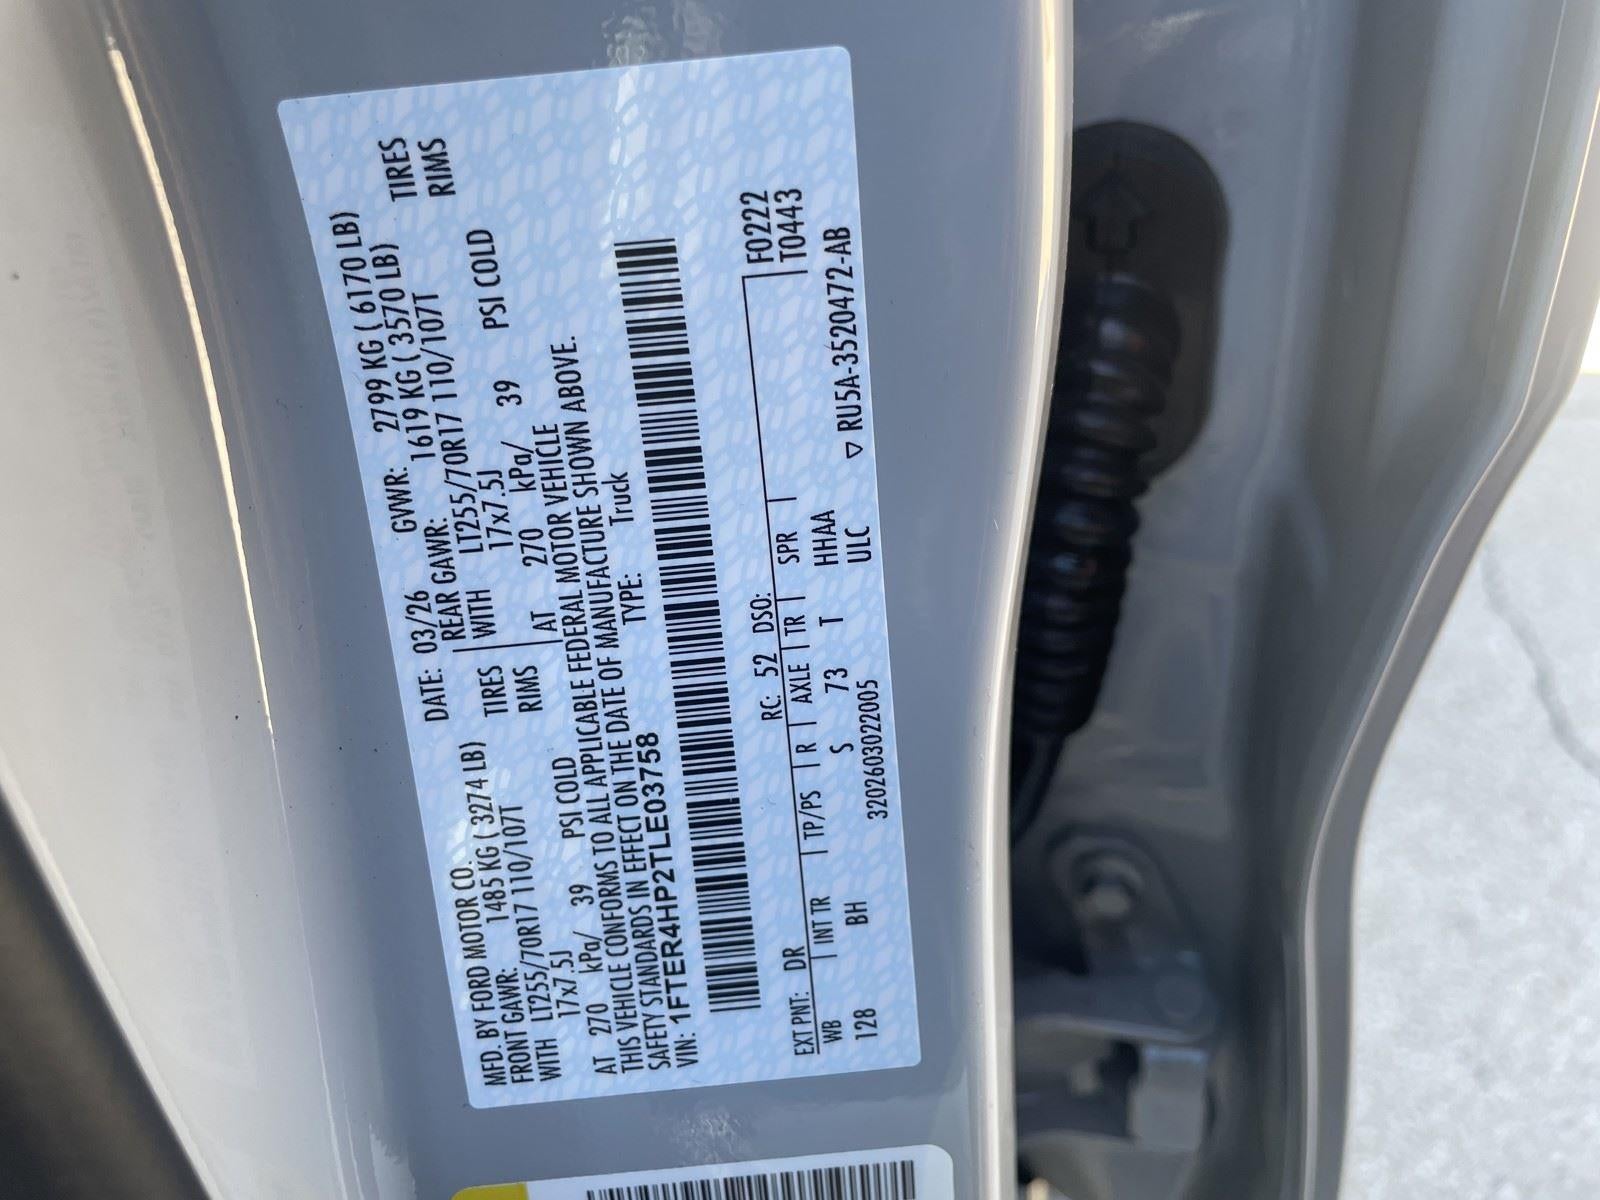 MFD. BY FORD MOTOR CO. DATE: 03/26 GVWR: 2799 KG ( 6170 LB)
FRONT GAWR: 1485 KG ( 3274 LB) REAR GAWR: 1619 KG ( 3570 LB)
WITH LT255/70R17 110/107T TIRES WITH LT255/70R17 110/107T TIRES
17x7.5J RIMS 17x7.5J RIMS
AT 270 kPa/ 39 PSI COLD AT 270 kPa/ 39 PSI COLD
THIS VEHICLE CONFORMS TO ALL APPLICABLE FEDERAL MOTOR VEHICLE
SAFETY STANDARDS IN EFFECT ON THE DATE OF MANUFACTURE SHOWN ABOVE.
VIN: 1FTER4HP2TLE03758 TYPE: Truck
EXT PNT: DR RC: 52 DSO: F0222
WB INT TR TP/PS R AXLE TR SPR T0443
128 BH S 73 T HHAA
3202603022005 ULC ▽ RU5A-3520472-AB